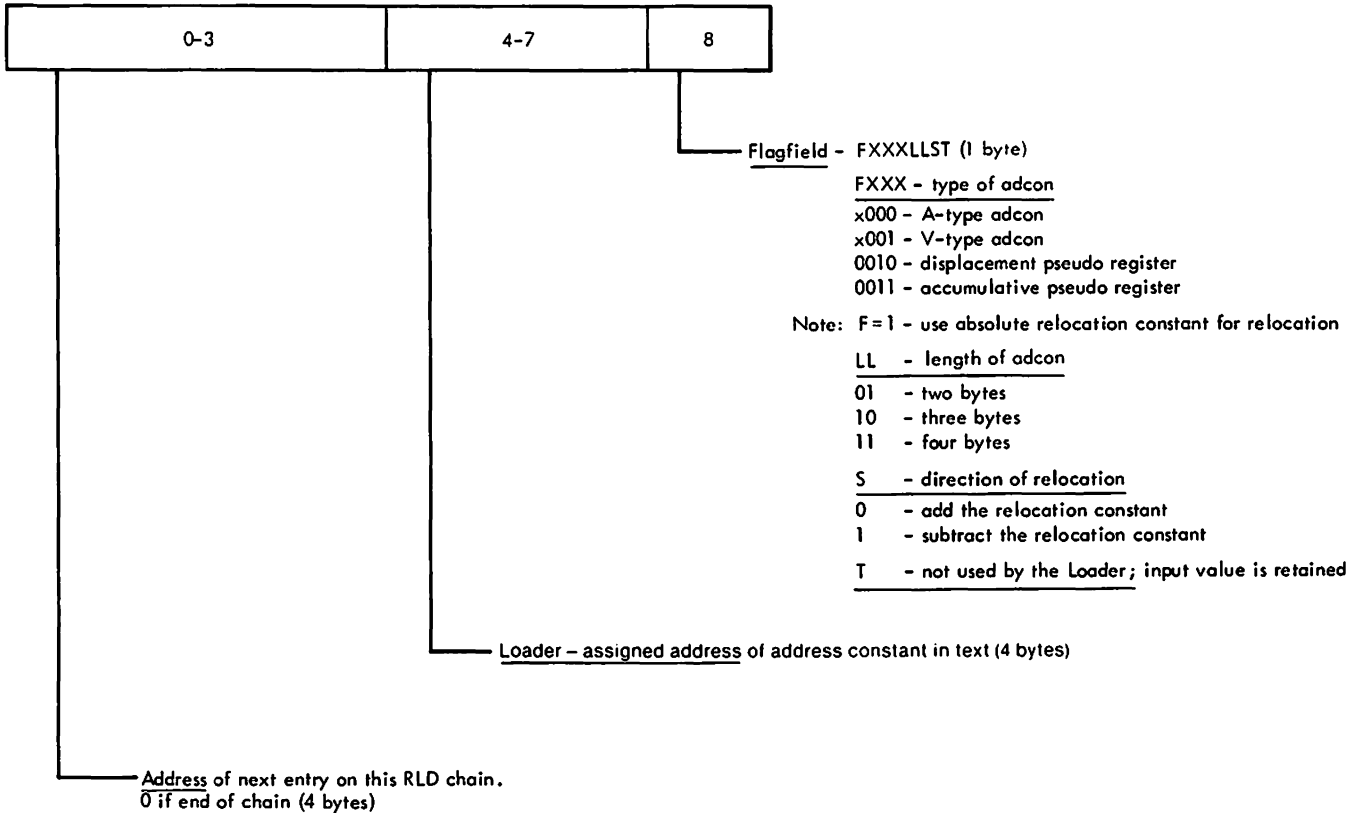 0-3 4-7 8
Flagfield - FXXXLLST (1 byte)
FXXX - type of adcon
x000 - A-type adcon
x001 - V-type adcon
0010 - displacement pseudo register
0011 - accumulative pseudo register
Note: F=1 - use absolute relocation constant for relocation
LL - length of adcon
01 - two bytes
10 - three bytes
11 - four bytes
S - direction of relocation
0 - add the relocation constant
1 - subtract the relocation constant
T - not used by the Loader; input value is retained
Loader – assigned address of address constant in text (4 bytes)
Address of next entry on this RLD chain.
0 if end of chain (4 bytes)